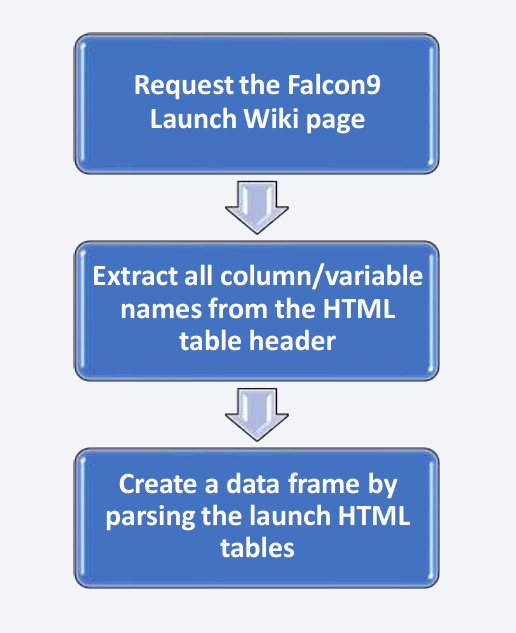 Request the Falcon9
Launch Wiki page
Extract all column/variable
names from the HTML
table header
Create a data frame by
parsing the launch HTML
tables